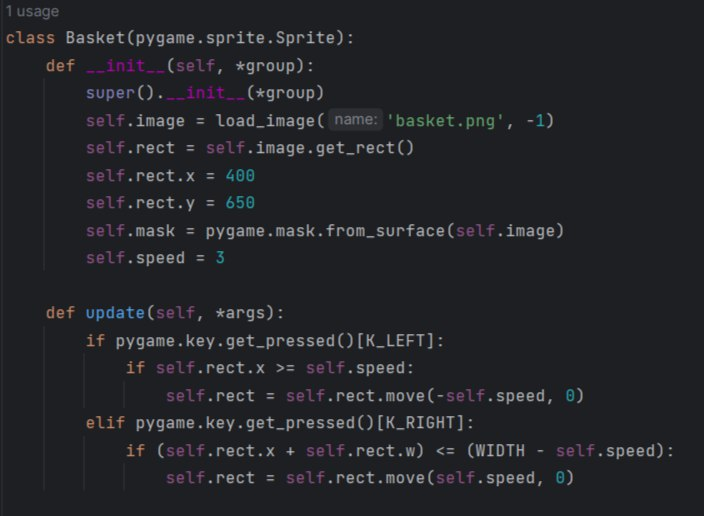 1 usage
class Basket(pygame.sprite.Sprite):
    def __init__(self, *group):
        super().__init__(*group)
        self.image = load_image( name: 'basket.png', -1)
        self.rect = self.image.get_rect()
        self.rect.x = 400
        self.rect.y = 650
        self.mask = pygame.mask.from_surface(self.image)
        self.speed = 3

    def update(self, *args):
        if pygame.key.get_pressed()[K_LEFT]:
            if self.rect.x >= self.speed:
                self.rect = self.rect.move(-self.speed, 0)
        elif pygame.key.get_pressed()[K_RIGHT]:
            if (self.rect.x + self.rect.w) <= (WIDTH - self.speed):
                self.rect = self.rect.move(self.speed, 0)